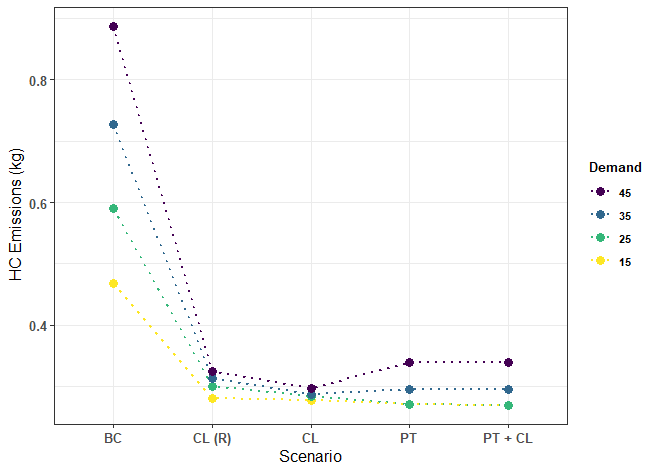 HC Emissions (kg)
0.8
0.6
0.4
BC
CL (R)
CL
PT
PT + CL
Scenario
Demand
45
35
25
15